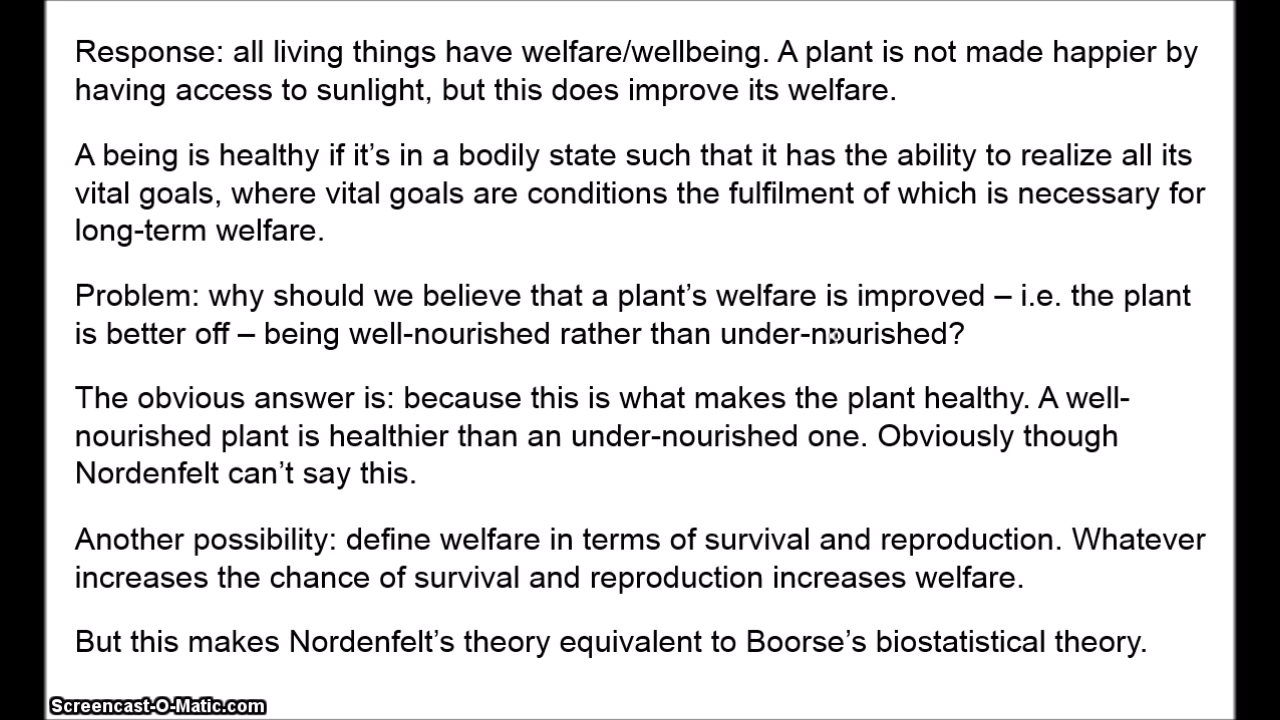 Response: all living things have welfare/wellbeing. A plant is not made happier by
having access to sunlight, but this does improve its welfare.
A being is healthy if it’s in a bodily state such that it has the ability to realize all its
vital goals, where vital goals are conditions the fulfilment of which is necessary for
long-term welfare.
Problem: why should we believe that a plant’s welfare is improved – i.e. the plant
is better off – being well-nourished rather than under-nourished?
The obvious answer is: because this is what makes the plant healthy. A well-
nourished plant is healthier than an under-nourished one. Obviously though
Nordenfelt can’t say this.
Another possibility: define welfare in terms of survival and reproduction. Whatever
increases the chance of survival and reproduction increases welfare.
But this makes Nordenfelt’s theory equivalent to Boorse’s biostatistical theory.
Screencast-O-Matic.com